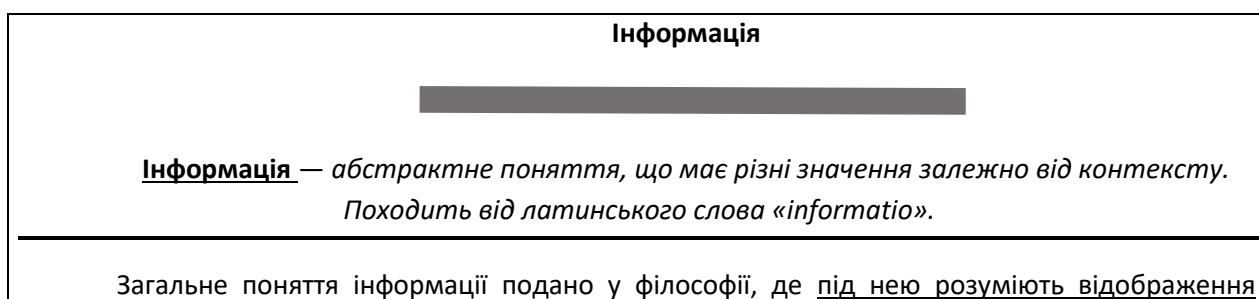 Інформація
Інформація — абстрактне поняття, що має різні значення залежно від контексту.
Походить від латинського слова «informatio».
Загальне поняття інформації подано у філософії, де під нею розуміють відображення